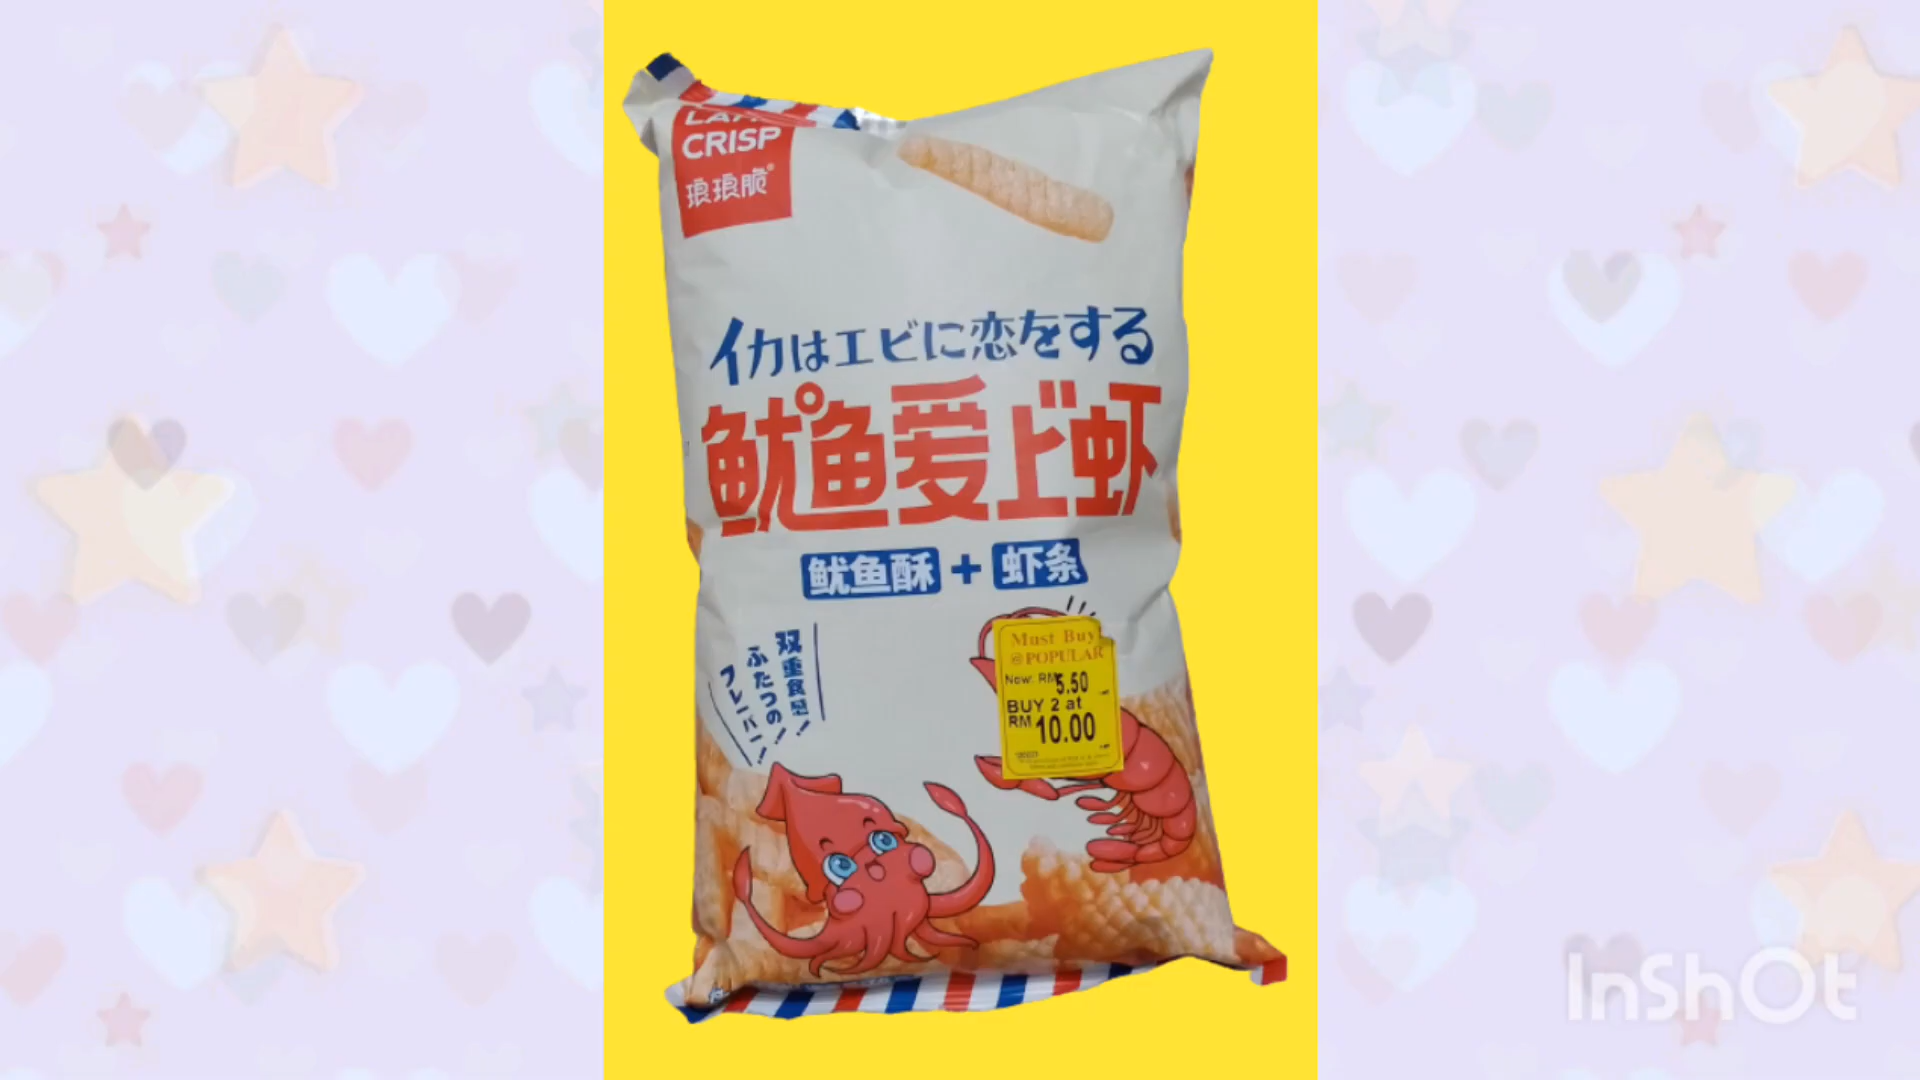 CRISP
琅琅脆®
イカはエビに恋をする
鱿鱼爱上虾
鱿鱼酥 + 虾条
双重食感!
ふたつの!
フレーバー!
Must Buy
@POPULAR
Now: RM5.50
BUY 2 at
RM10.00
InShOt